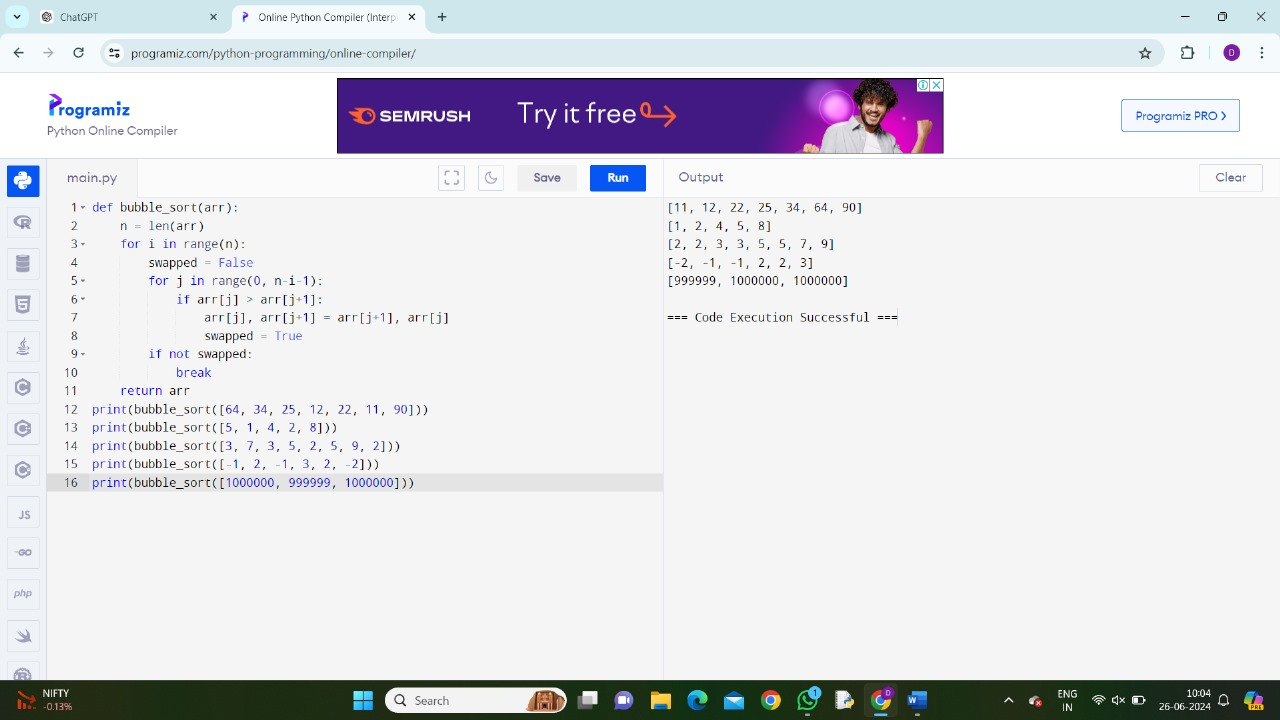 ChatGPT
Online Python Compiler (Interp
programiz.com/python-programming/online-compiler/
D
Programiz
Python Online Compiler
SEMRUSH
Try it free
Programiz PRO
main.py
Save
Run
Output
Clear
1 def bubble_sort(arr):
2 n = len(arr)
3 for i in range(n):
4 swapped = False
5 for j in range(0, n-i-1):
6 if arr[j] > arr[j+1]:
7 arr[j], arr[j+1] = arr[j+1], arr[j]
8 swapped = True
9 if not swapped:
10 break
11 return arr
12 print(bubble_sort([64, 34, 25, 12, 22, 11, 90]))
13 print(bubble_sort([5, 1, 4, 2, 8]))
14 print(bubble_sort([3, 7, 3, 5, 2, 5, 9, 2]))
15 print(bubble_sort([-1, 2, -1, 3, 2, -2]))
16 print(bubble_sort([1000000, 999999, 1000000]))
[11, 12, 22, 25, 34, 64, 90]
[1, 2, 4, 5, 8]
[2, 2, 3, 3, 5, 5, 7, 9]
[-2, -1, -1, 2, 2, 3]
[999999, 1000000, 1000000]
=== Code Execution Successful ===
JS
GO
php
NIFTY
-0.13%
Search
1
D
ENG
IN
10:04
26-06-2024
PRE